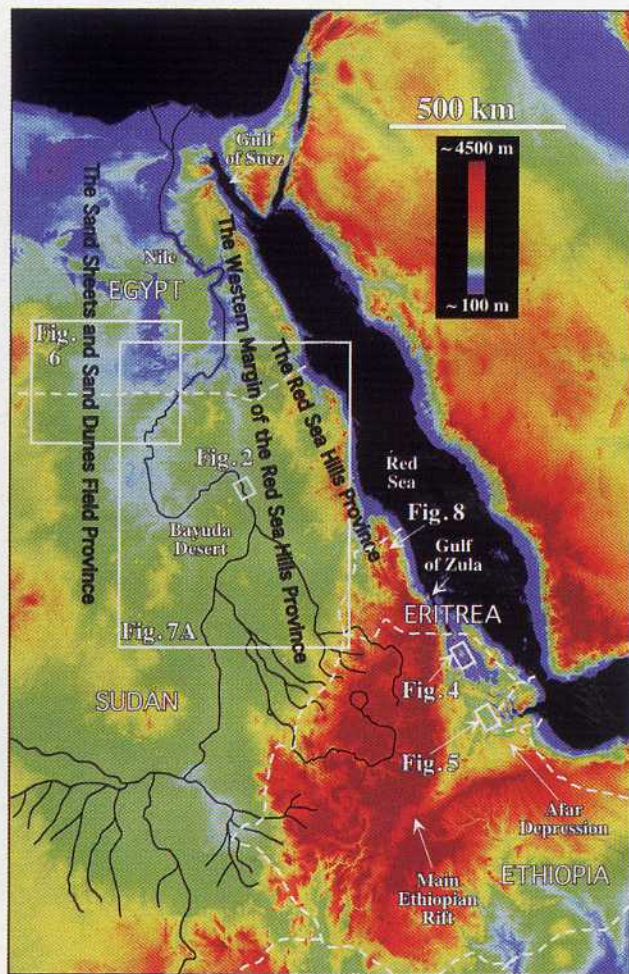 500 km
~ 4500 m
~ 100 m
Gulf
of Suez
The Sand Sheets and Sand Dunes Field Province
The Western Margin of the Red Sea Hills Province
The Red Sea Hills Province
Nile
EGYPT
Fig.
6
Fig. 2
Red
Sea
Bayuda
Desert
Fig. 8
Gulf
of Zula
ERITREA
Fig. 7A
Fig. 4
SUDAN
Fig. 5
Afar
Depression
Main
Ethiopian
Rift
ETHIOPIA